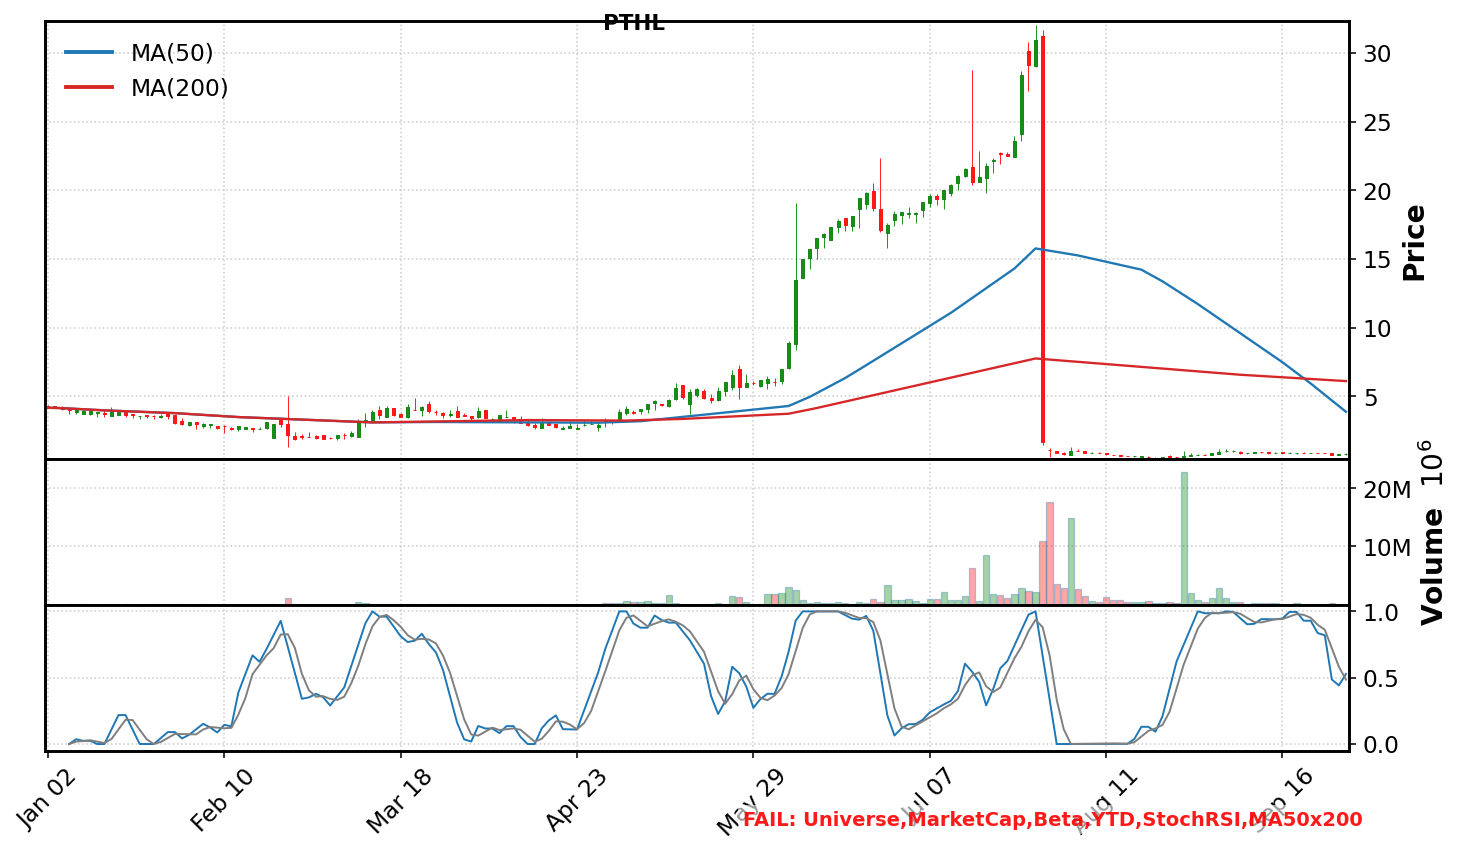 PTHL
MA(50)
MA(200)
30
25
20
15
10
5
Price
20M
10M
Volume 10^6
1.0
0.5
0.0
Jan 02
Feb 10
Mar 18
Apr 23
May 29
Jul 07
Aug 11
Sep 16
FAIL: Universe,MarketCap,Beta,YTD,StochRSI,MA50x200